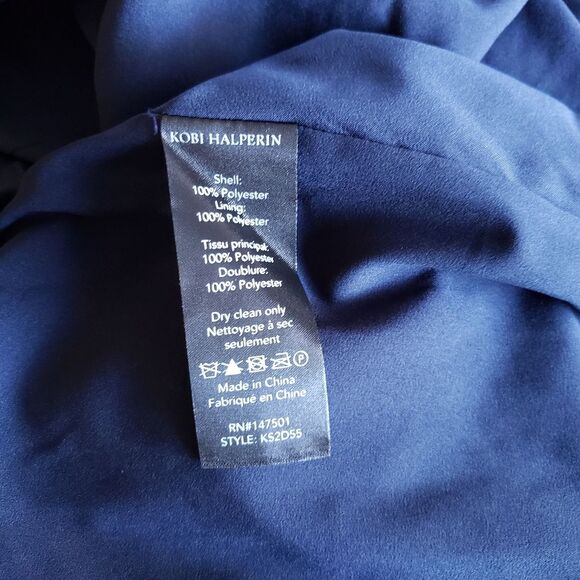 KOBI HALPERIN
Shell:
100% Polyester
Lining:
100% Polyester
Tissu principal:
100% Polyester
Doublure:
100% Polyester
Dry clean only
Nettoyage à sec
seulement
P
Made in China
Fabriqué en Chine
RN#147501
STYLE: KS2D55